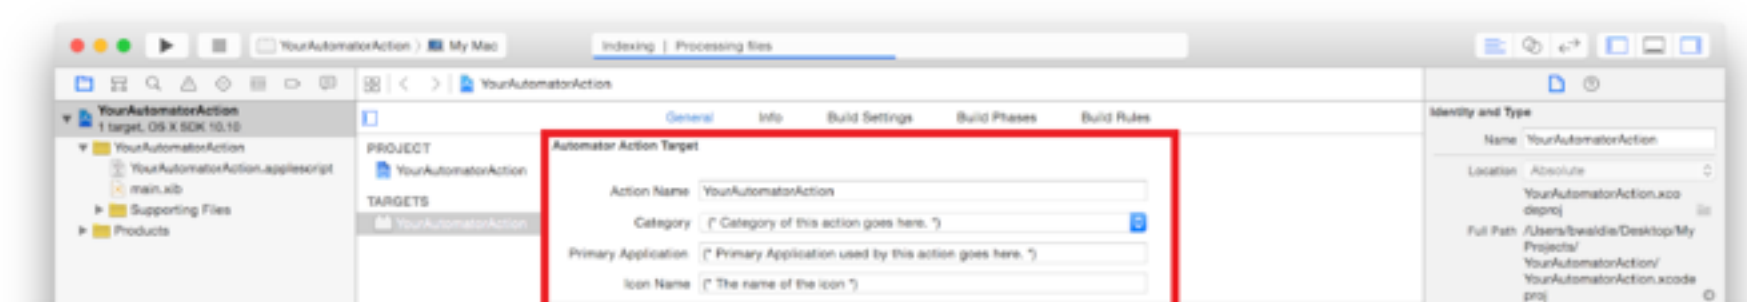 YourAutomatorAction 〉 My Mac
Indexing | Processing files
YourAutomatorAction
YourAutomatorAction
1 target, OS X SDK 10.10
YourAutomatorAction
YourAutomatorAction.applescript
main.xib
Supporting Files
Products
General Info Build Settings Build Phases Build Rules
PROJECT
YourAutomatorAction
TARGETS
YourAutomatorAction
Automator Action Target
Action Name YourAutomatorAction
Category (* Category of this action goes here. *)
Primary Application (* Primary Application used by this action goes here. *)
Icon Name (* The name of the icon *)
Identity and Type
Name YourAutomatorAction
Location Absolute
YourAutomatorAction.xco
deproj
Full Path /Users/bwaldie/Desktop/My
Projects/
YourAutomatorAction/
YourAutomatorAction.xcode
proj